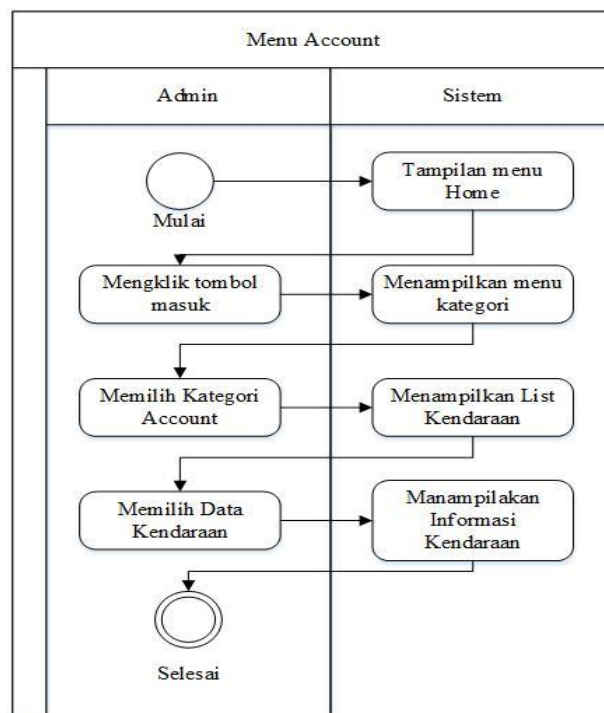 Menu Account
Admin
Sistem
Mulai
Tampilan menu
Home
Mengklik tombol
masuk
Menampilkan menu
kategori
Memilih Kategori
Account
Menampilkan List
Kendaraan
Memilih Data
Kendaraan
Manampilakan
Informasi
Kendaraan
Selesai